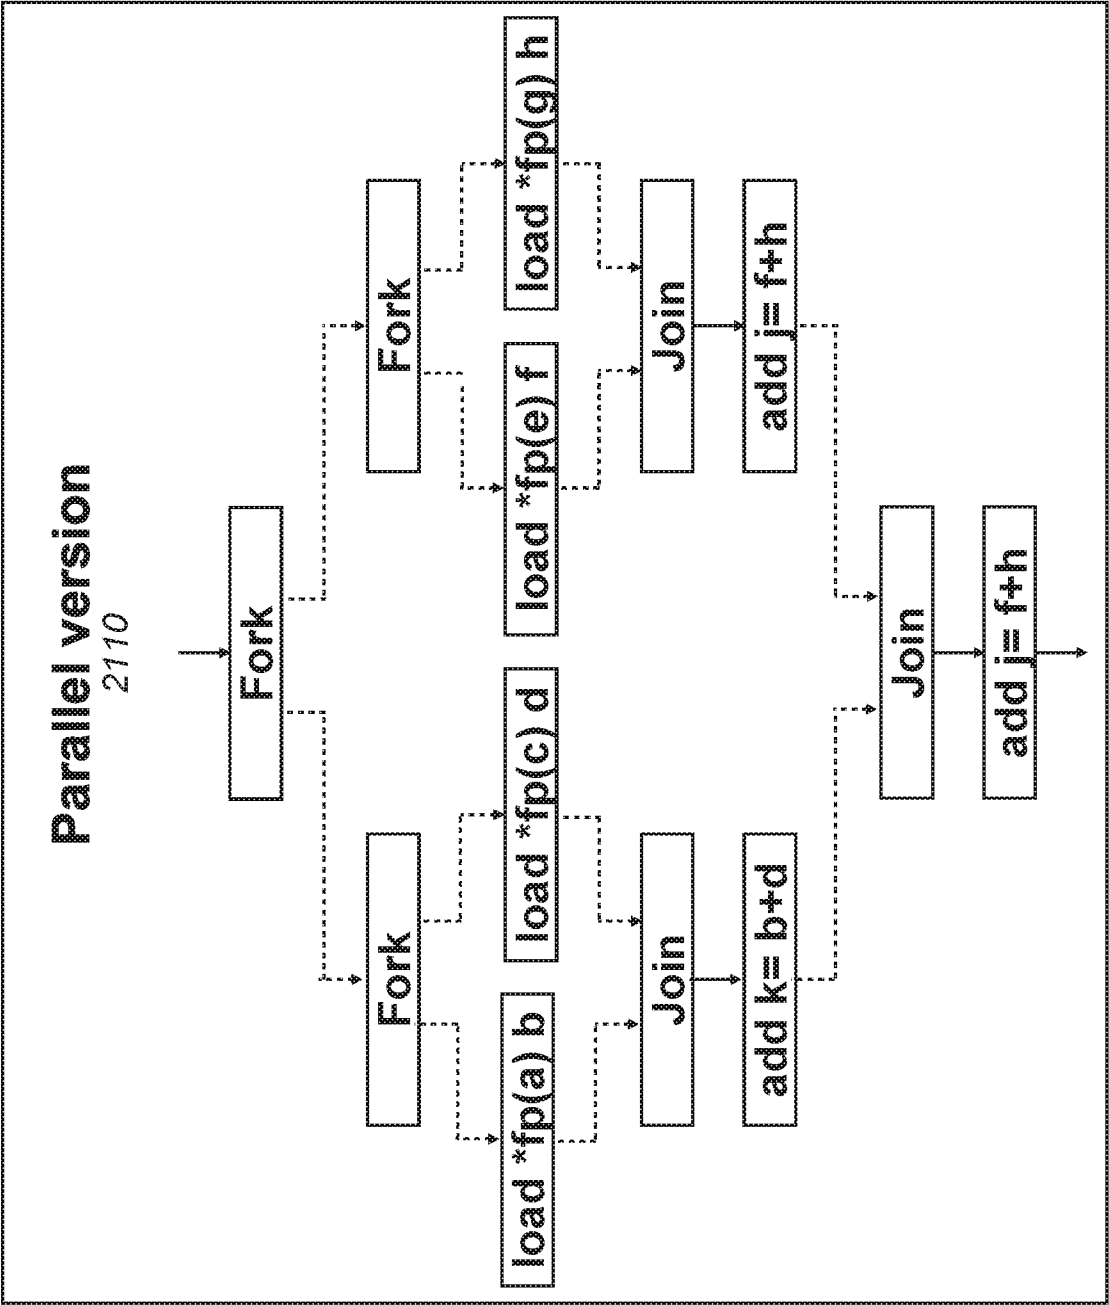 Parallel version
2110
Fork
Fork
Fork
load *fp(a) b
load *fp(c) d
load *fp(e) f
load *fp(g) h
Join
Join
add k= b+d
add j= f+h
Join
add j= f+h